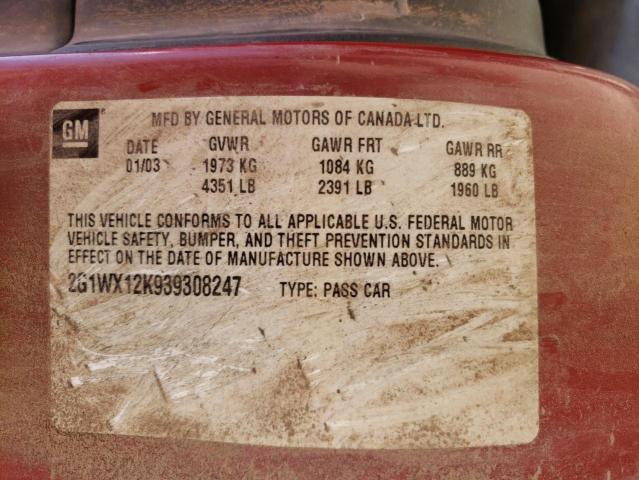 GM
MFD BY GENERAL MOTORS OF CANADA LTD.
DATE GVWR GAWR FRT GAWR RR
01/03 1973 KG 1084 KG 889 KG
4351 LB 2391 LB 1960 LB
THIS VEHICLE CONFORMS TO ALL APPLICABLE U.S. FEDERAL MOTOR
VEHICLE SAFETY, BUMPER, AND THEFT PREVENTION STANDARDS IN
EFFECT ON THE DATE OF MANUFACTURE SHOWN ABOVE.
2G1WX12K939308247 TYPE: PASS CAR